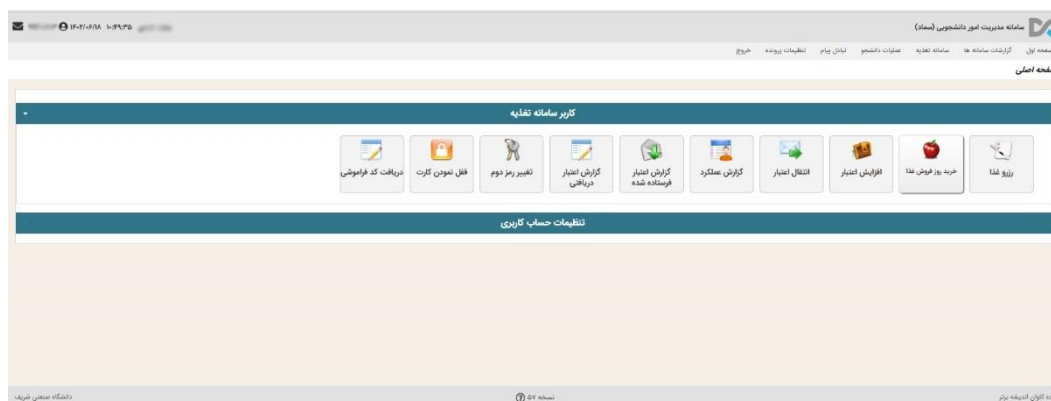 سامانه مدیریت امور دانشجویی (سماد)
۱۴۰۲/۰۶/۱۸ ۱۰:۴۹:۳۵
صفحه اول گزارشات سامانه ها سامانه تغذیه عملیات دانشجو تبادل پیام تنظیمات پرونده خروج
صفحه اصلی
کاربر سامانه تغذیه
رزرو غذا
خرید روز فروش غذا
افزایش اعتبار
انتقال اعتبار
گزارش عملکرد
گزارش اعتبار
فرستاده شده
گزارش اعتبار
دریافتی
تغییر رمز دوم
قفل نمودن کارت
دریافت کد فراموشی
تنظیمات حساب کاربری
کاوان اندیشه برتر
نسخه ۵۷
دانشگاه صنعتی شریف